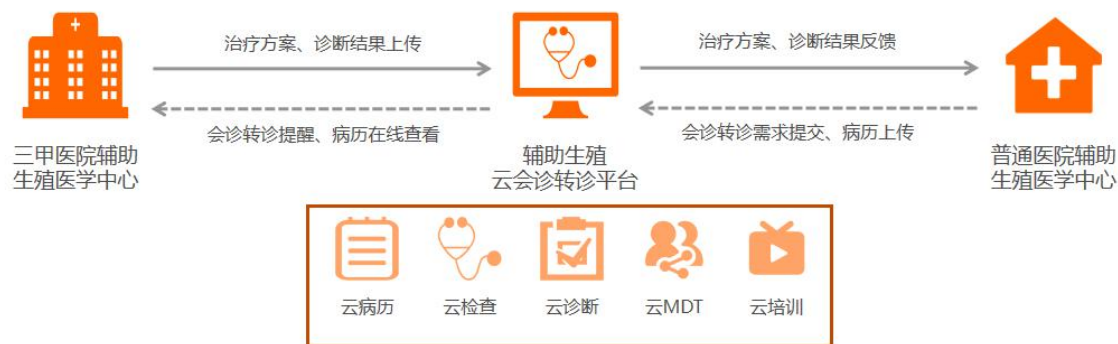 治疗方案、诊断结果上传
治疗方案、诊断结果反馈
会诊转诊提醒、病历在线查看
会诊转诊需求提交、病历上传
三甲医院辅助
生殖医学中心
辅助生殖
云会诊转诊平台
普通医院辅助
生殖医学中心
云病历
云检查
云诊断
云MDT
云培训